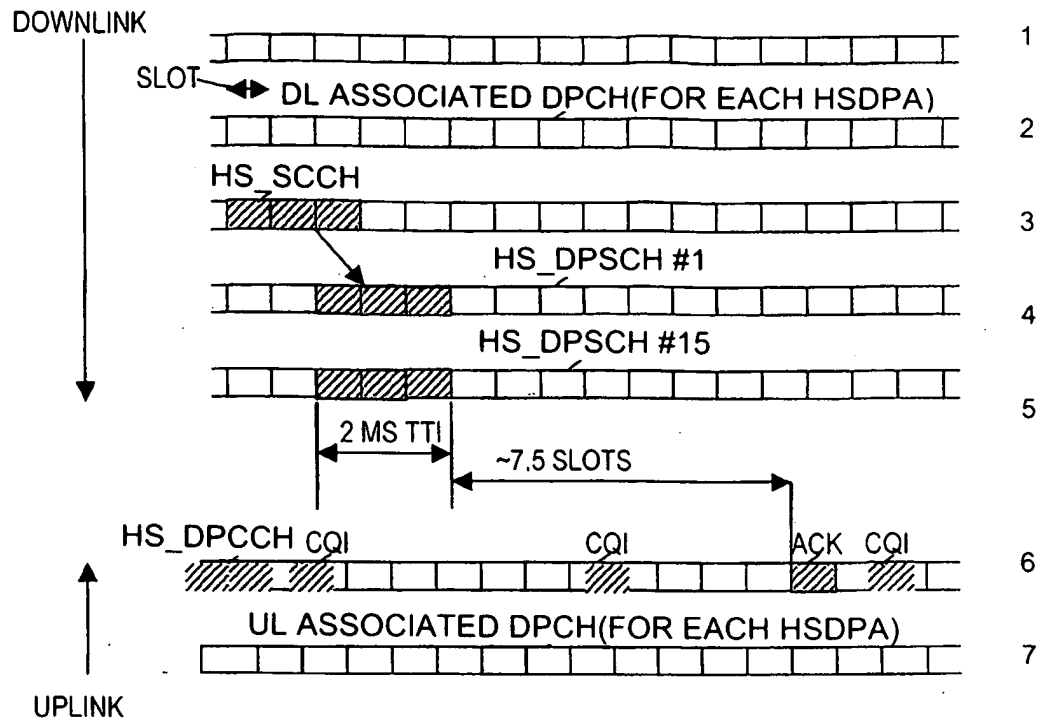 DOWNLINK
1
SLOT
DL ASSOCIATED DPCH(FOR EACH HSDPA)
2
HS_SCCH
3
HS_DPSCH #1
4
HS_DPSCH #15
5
2 MS TTI
~7.5 SLOTS
HS_DPCCH CQI CQI ACK CQI
6
UL ASSOCIATED DPCH(FOR EACH HSDPA)
7
UPLINK